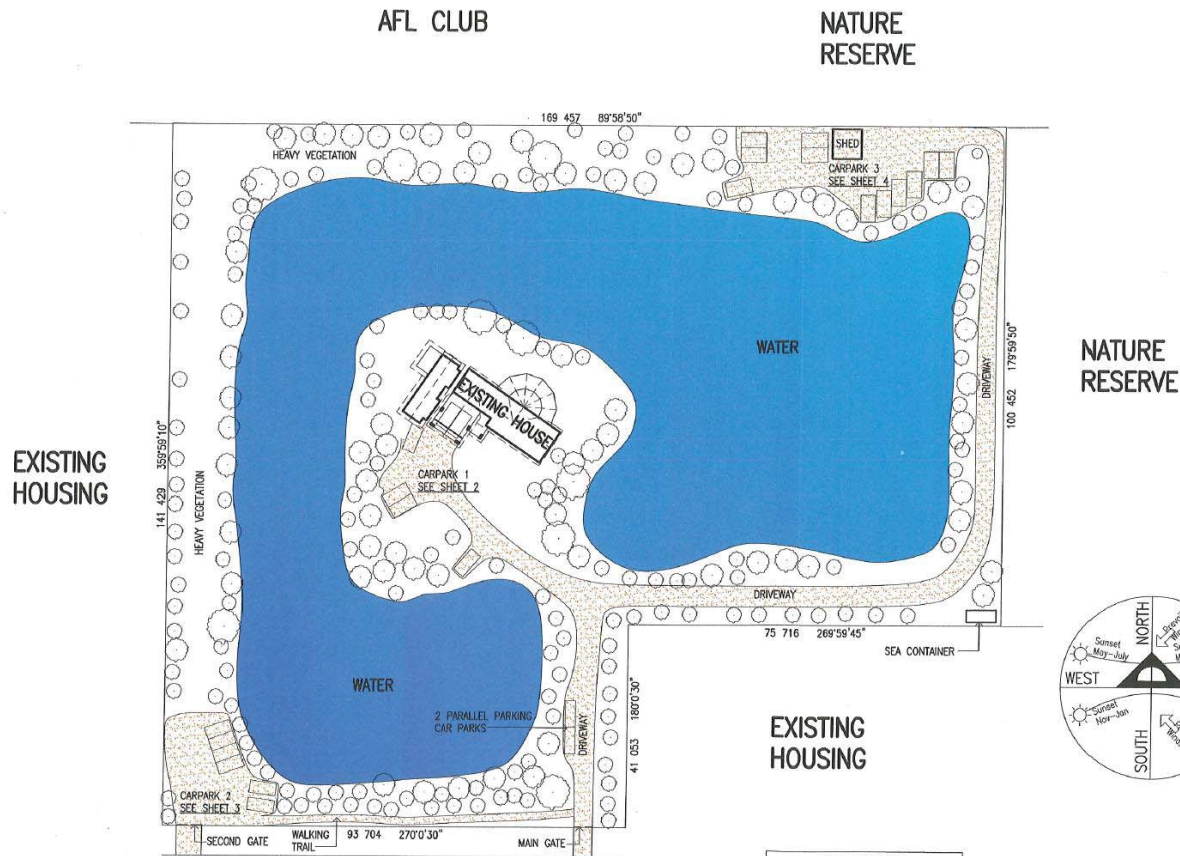 AFL CLUB
NATURE
RESERVE
169 457 89°58'50"
HEAVY VEGETATION
SHED
CARPARK 3
SEE SHEET 4
WATER
DRIVEWAY
100 452 179°59'50"
NATURE
RESERVE
EXISTING HOUSE
EXISTING
HOUSING
141 429 359°59'10"
HEAVY VEGETATION
CARPARK 1
SEE SHEET 2
DRIVEWAY
75 716 269°59'45"
SEA CONTAINER
WATER
2 PARALLEL PARKING
CAR PARKS
DRIVEWAY
41 053 180°0'30"
EXISTING
HOUSING
NORTH
Sunset
May-July
WEST
Sunset
Nov-Jan
SOUTH
CARPARK 2
SEE SHEET 3
SECOND GATE
WALKING
TRAIL
93 704 270°0'30"
MAIN GATE